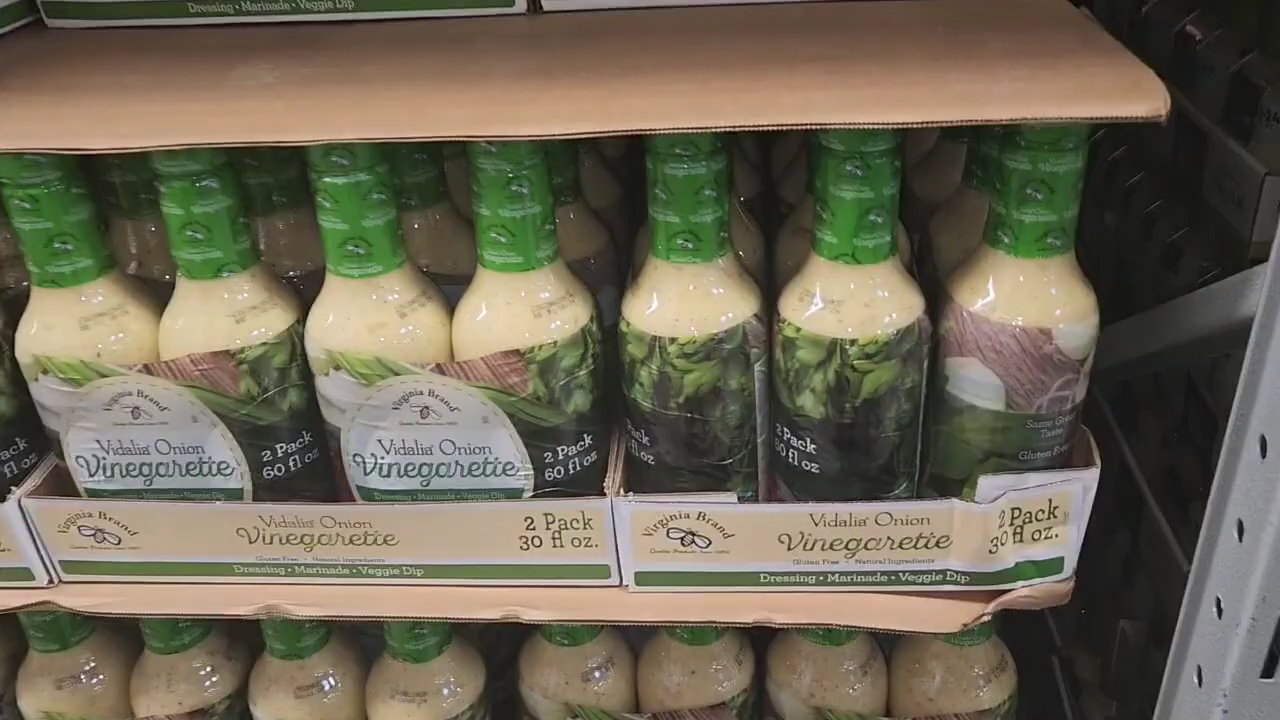 Dressing • Marinade • Veggie Dip
Virginia Brand
Vidalia Onion
Vinegarette
Dressing • Marinade • Veggie Dip
2 Pack
60 fl oz
Virginia Brand
Vidalia Onion
Vinegarette
Dressing • Marinade • Veggie Dip
2 Pack
60 fl oz
Pack
fl oz
2 Pack
60 fl oz
Same Great
Taste
Gluten Free
Virginia Brand
Vidalia Onion
Vinegarette
Gluten Free • Natural Ingredients
Dressing • Marinade • Veggie Dip
2 Pack
30 fl oz.
Virginia Brand
Vidalia Onion
Vinegarette
Gluten Free • Natural Ingredients
Dressing • Marinade • Veggie Dip
2 Pack
30 fl oz.